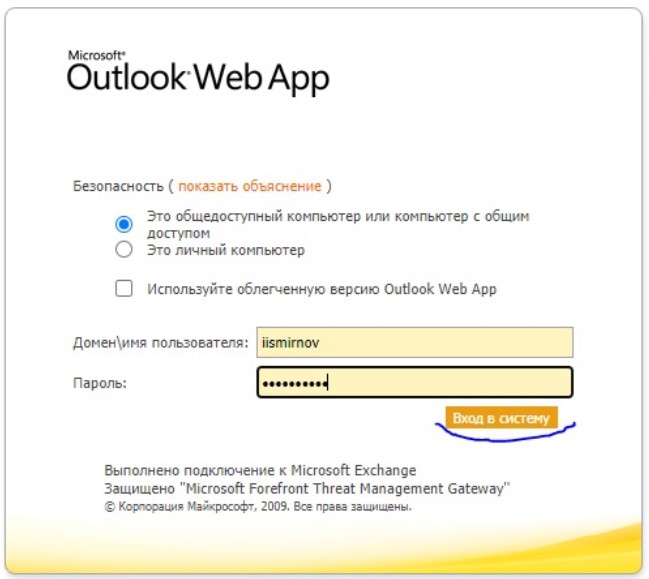 Microsoft®
Outlook Web App
Безопасность ( показать объяснение )
Это общедоступный компьютер или компьютер с общим
доступом
Это личный компьютер
Используйте облегченную версию Outlook Web App
Домен\имя пользователя: iismirnov
Пароль: ••••••••••
Вход в систему
Выполнено подключение к Microsoft Exchange
Защищено "Microsoft Forefront Threat Management Gateway"
© Корпорация Майкрософт, 2009. Все права защищены.